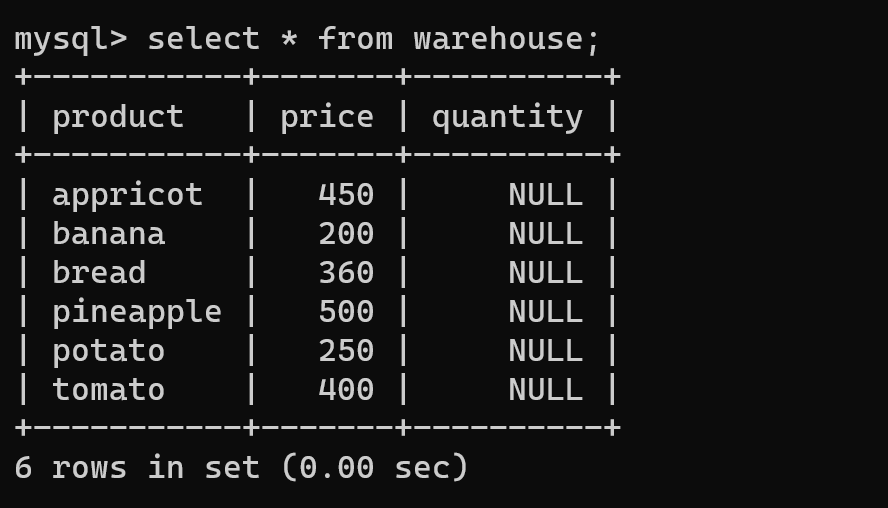 mysql> select * from warehouse;
+-----------+-------+----------+
| product   | price | quantity |
+-----------+-------+----------+
| appricot  |   450 |     NULL |
| banana    |   200 |     NULL |
| bread     |   360 |     NULL |
| pineapple |   500 |     NULL |
| potato    |   250 |     NULL |
| tomato    |   400 |     NULL |
+-----------+-------+----------+
6 rows in set (0.00 sec)